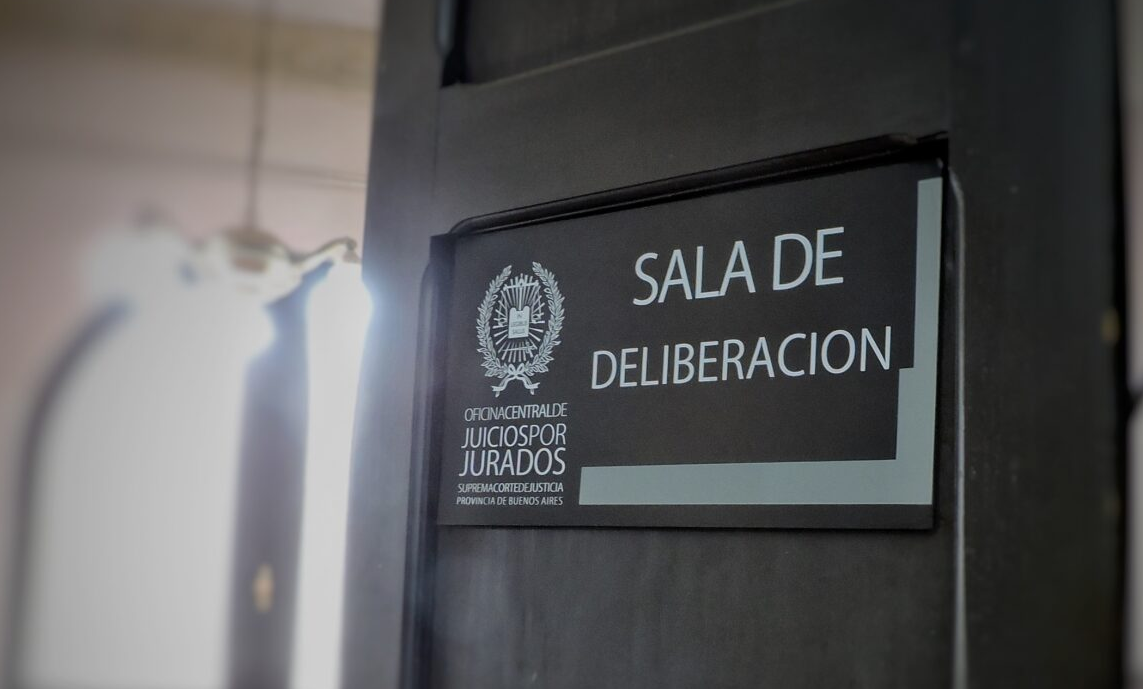 SALA DE
DELIBERACION
OFICINACENTRALDE
JUICIOSPOR
JURADOS
SUPREMACORTEDEJUSTICIA
PROVINCIA DE BUENOS AIRES